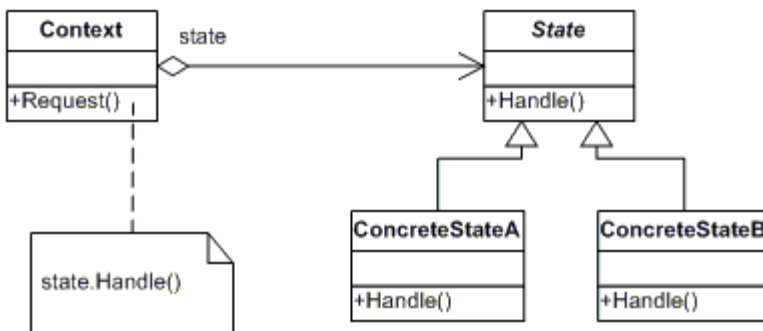 Context
state
State
+Request()
+Handle()
state.Handle()
ConcreteStateA
ConcreteStateB
+Handle()
+Handle()